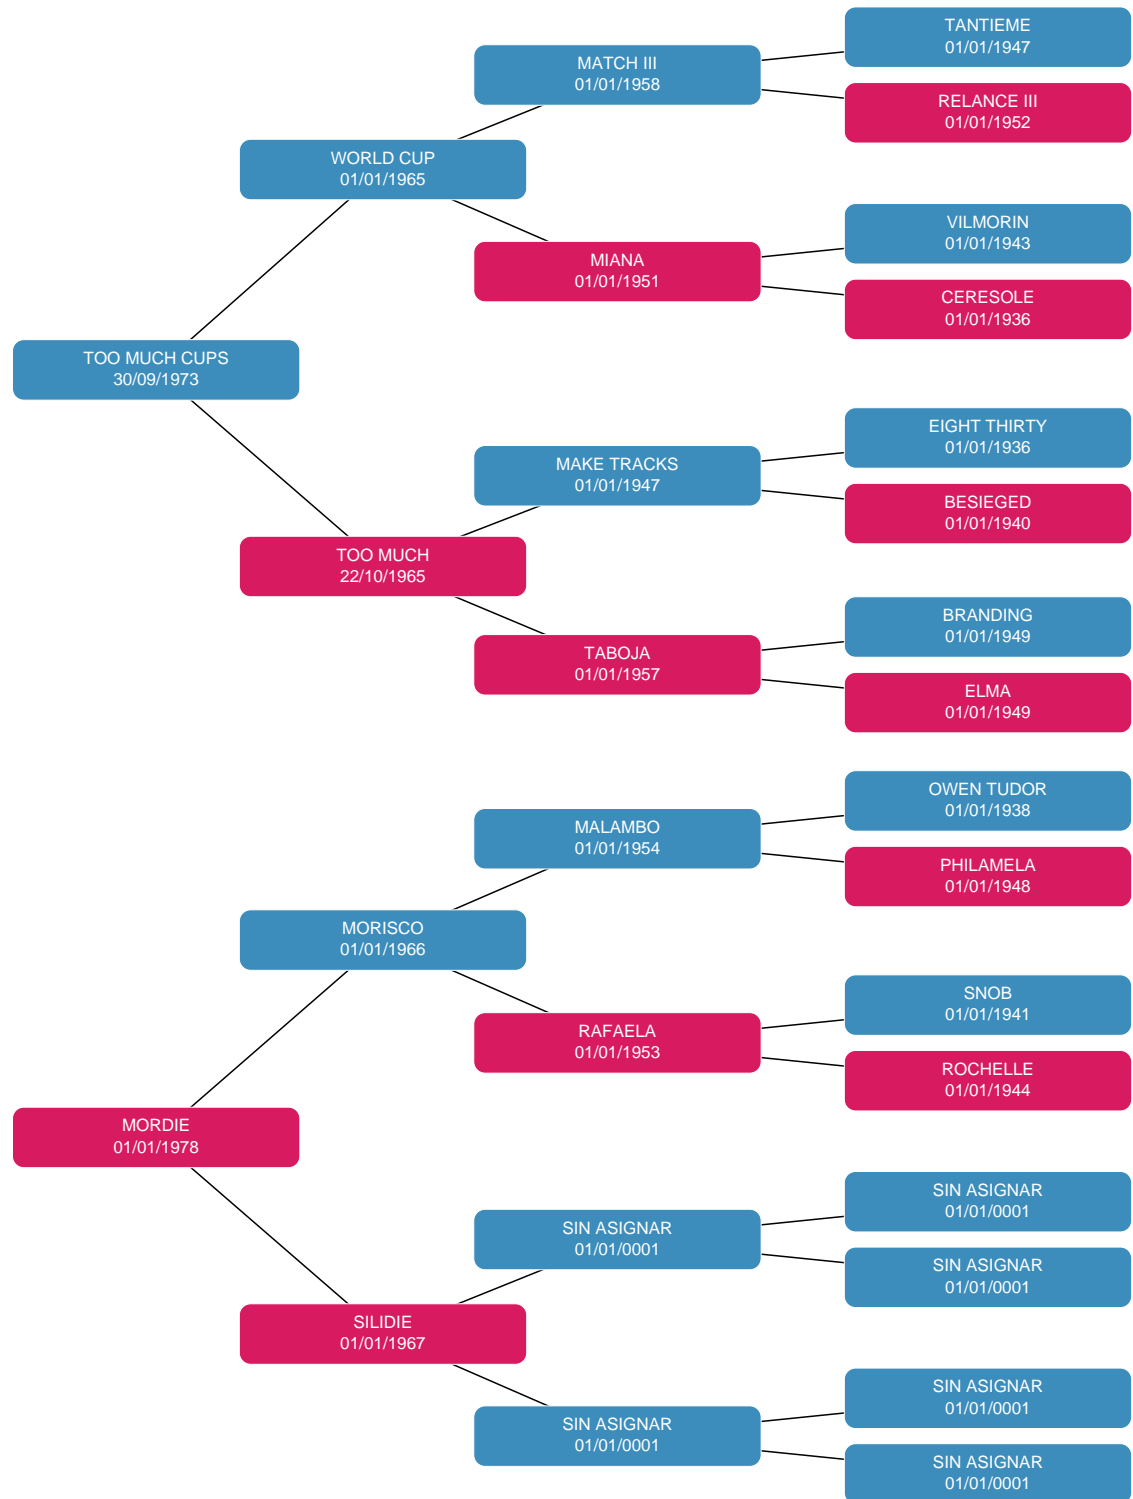 TANTIEME
01/01/1947
MATCH III
01/01/1958
RELANCE III
01/01/1952
WORLD CUP
01/01/1965
VILMORIN
01/01/1943
MIANA
01/01/1951
CERESOLE
01/01/1936
TOO MUCH CUPS
30/09/1973
EIGHT THIRTY
01/01/1936
MAKE TRACKS
01/01/1947
BESIEGED
01/01/1940
TOO MUCH
22/10/1965
BRANDING
01/01/1949
TABOJA
01/01/1957
ELMA
01/01/1949
OWEN TUDOR
01/01/1938
MALAMBO
01/01/1954
PHILAMELA
01/01/1948
MORISCO
01/01/1966
SNOB
01/01/1941
RAFAELA
01/01/1953
ROCHELLE
01/01/1944
MORDIE
01/01/1978
SIN ASIGNAR
01/01/0001
SIN ASIGNAR
01/01/0001
SIN ASIGNAR
01/01/0001
SILIDIE
01/01/1967
SIN ASIGNAR
01/01/0001
SIN ASIGNAR
01/01/0001
SIN ASIGNAR
01/01/0001